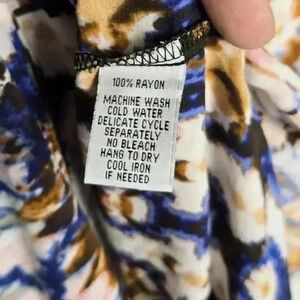 100% RAYON
MACHINE WASH
COLD WATER
DELICATE CYCLE
SEPARATELY
NO BLEACH
HANG TO DRY
COOL IRON
IF NEEDED